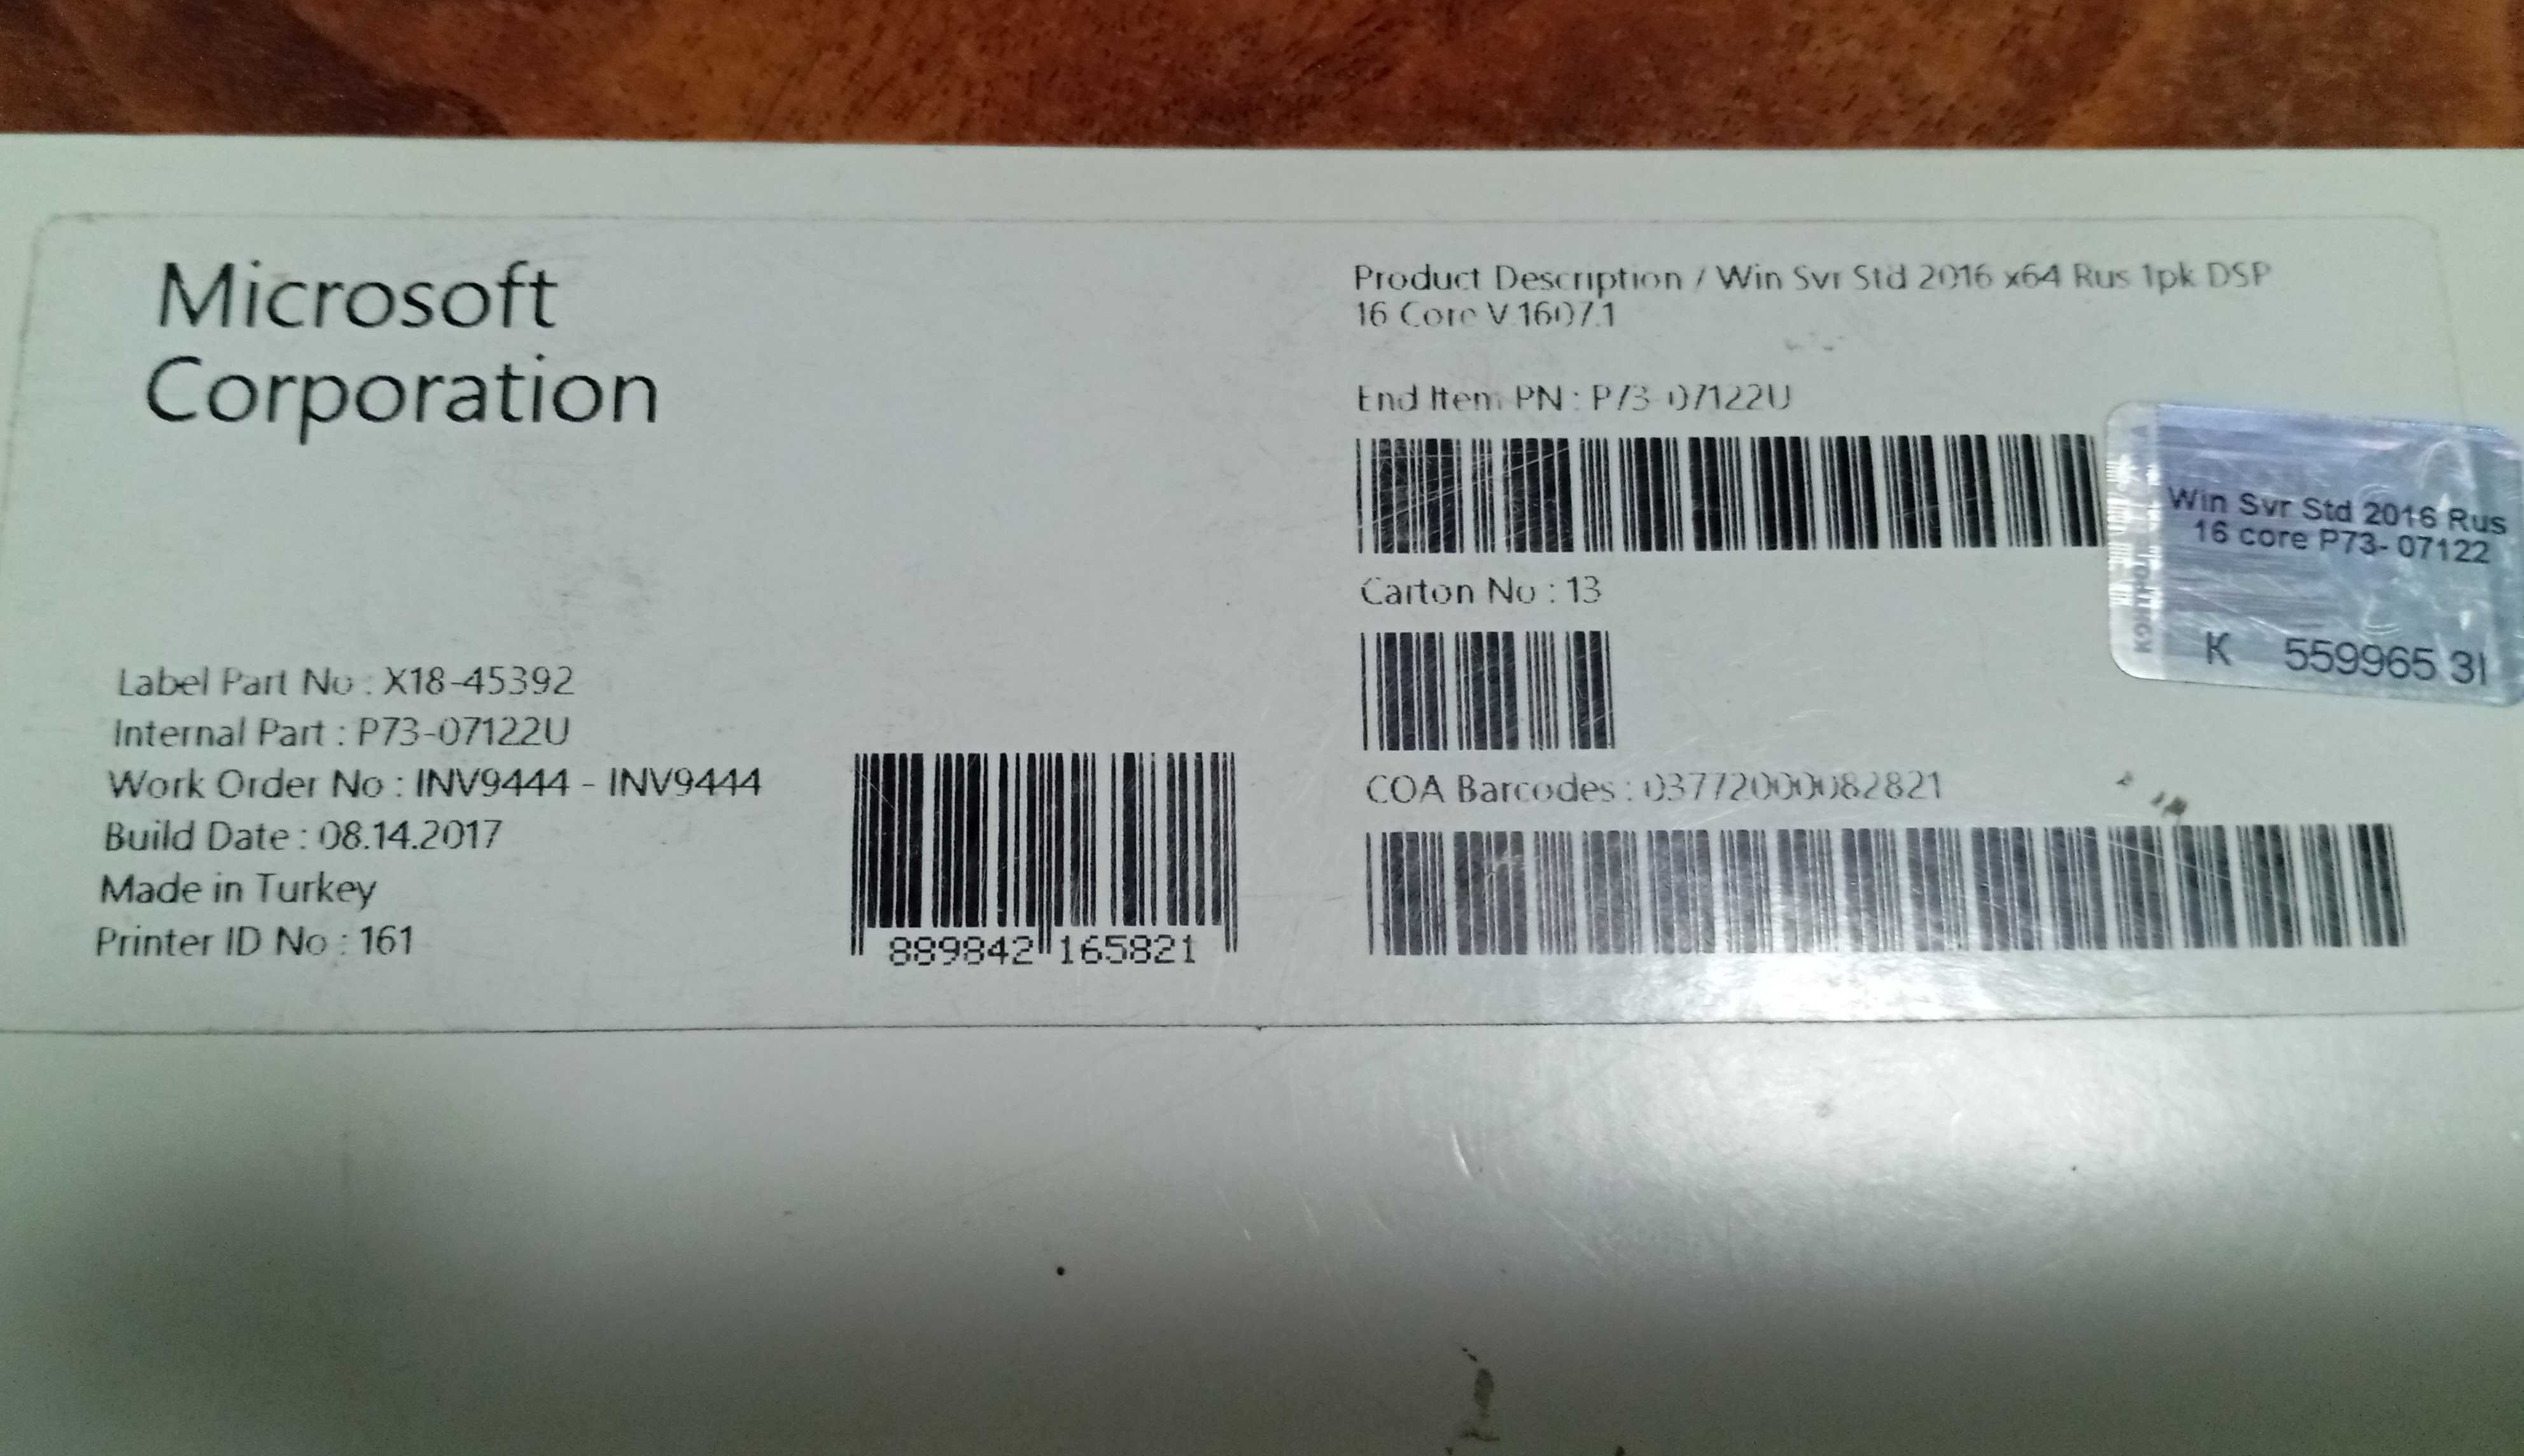 Microsoft
Corporation
Label Part No : X18-45392
Internal Part : P73-07122U
Work Order No : INV9444 - INV9444
Build Date : 08.14.2017
Made in Turkey
Printer ID No : 161
889842 165821
Product Description / Win Svr Std 2016 x64 Rus 1pk DSP
16 Core V.1607.1
End Item PN : P73-07122U
Carton No : 13
COA Barcodes : 03772000082821
Win Svr Std 2016 Rus
16 core P73- 07122
K 559965 3I